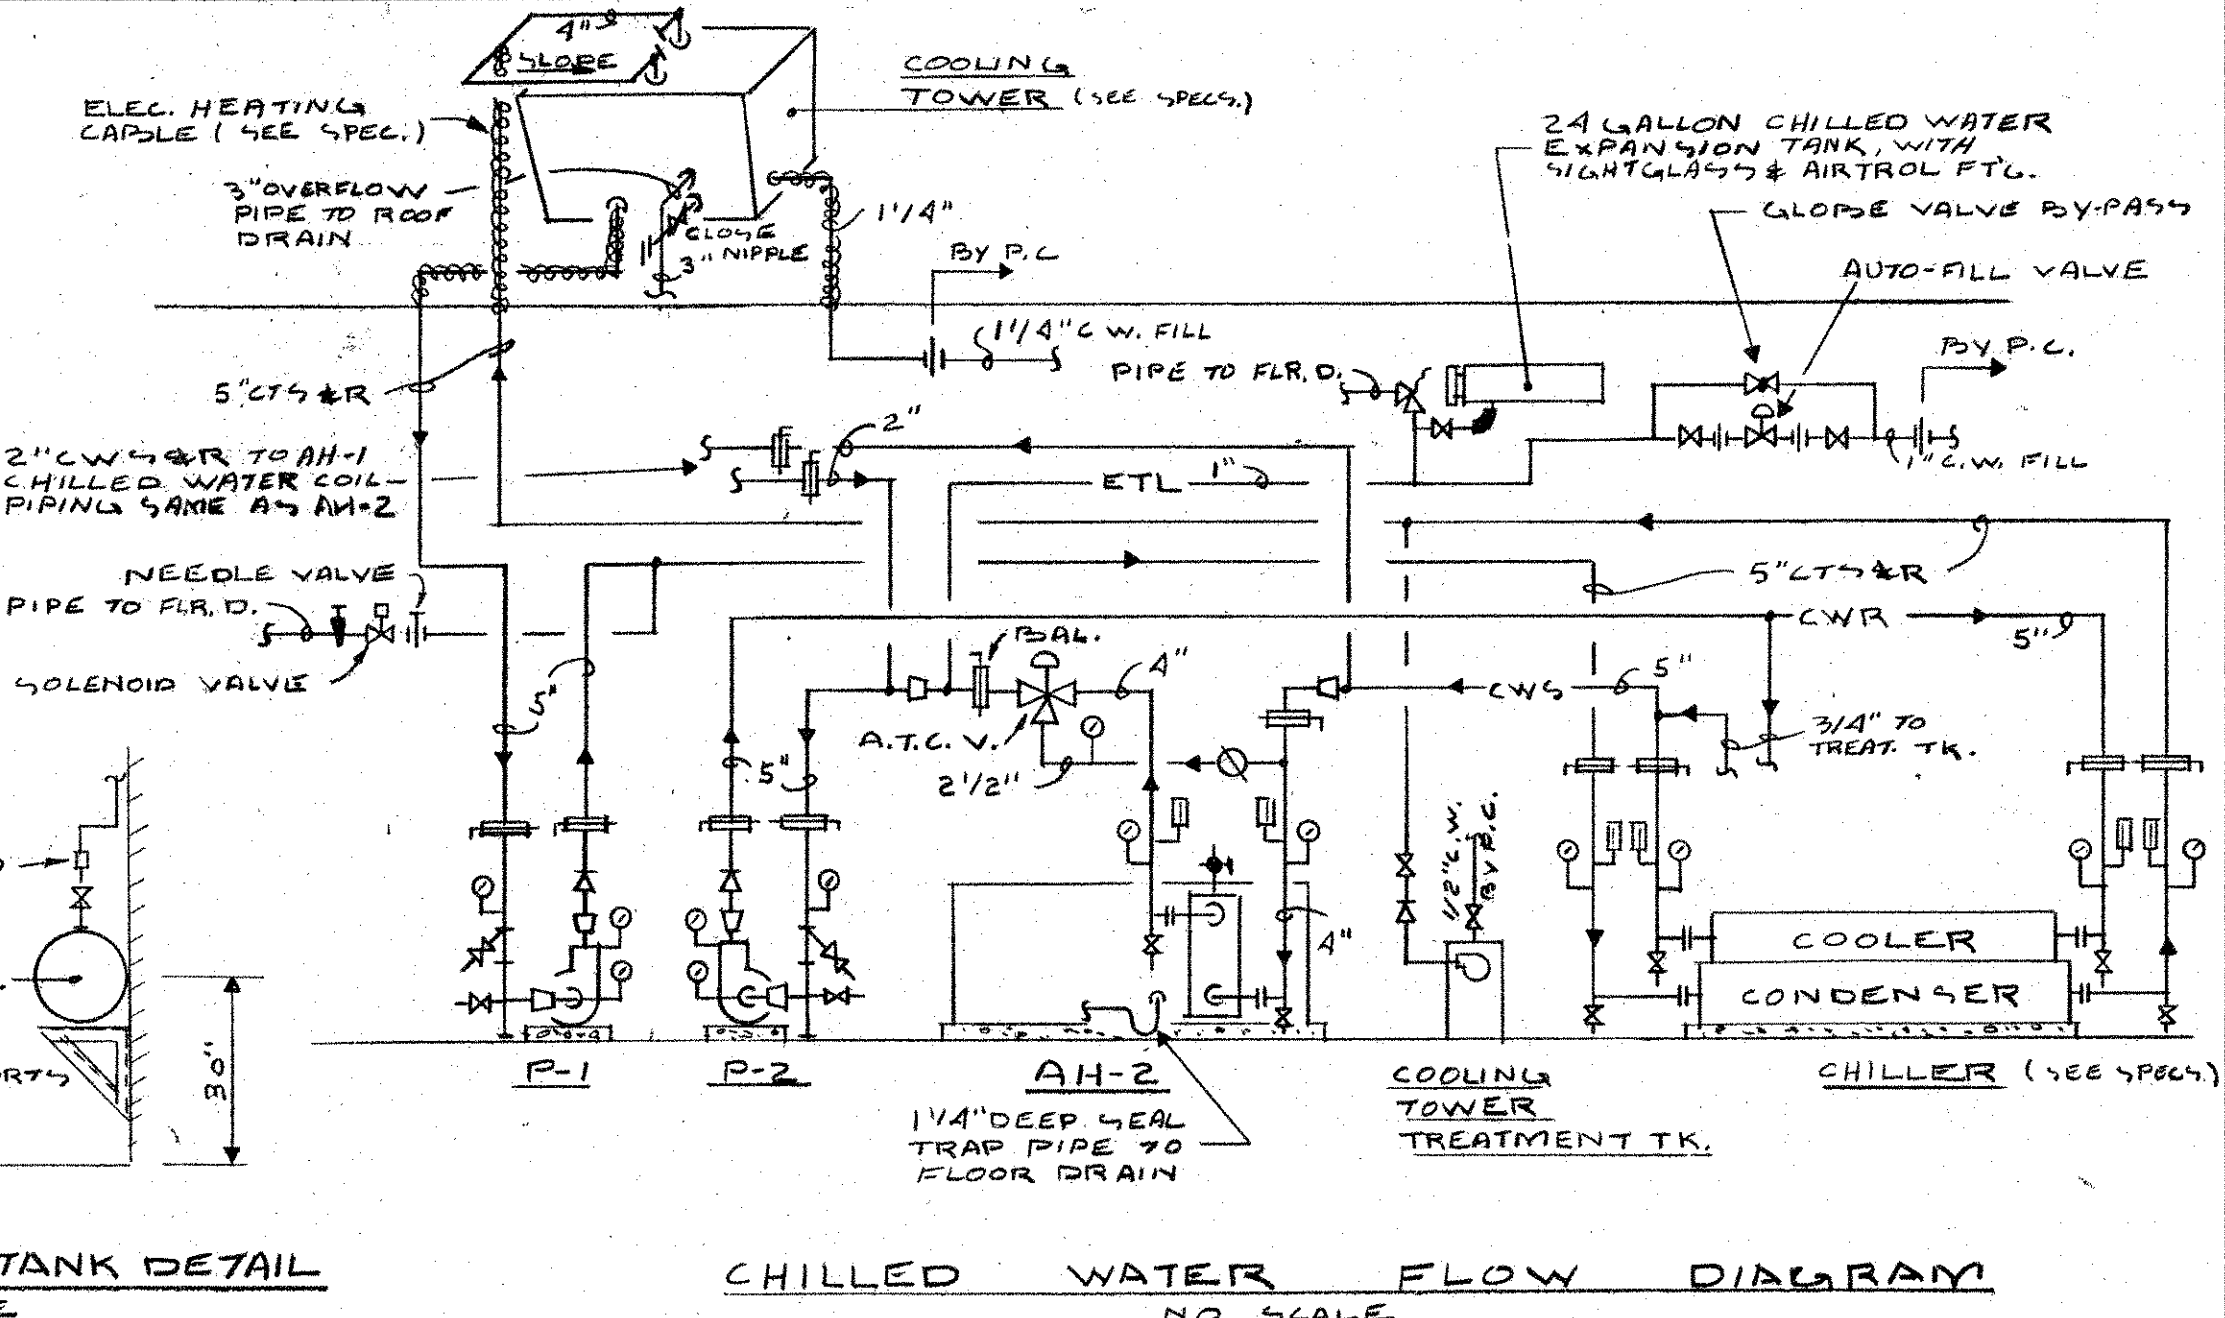 4"
SLOPE
COOLING
TOWER (SEE SPECS.)
ELEC. HEATING
CABLE (SEE SPEC.)
3" OVERFLOW
PIPE TO ROOF
DRAIN
CLOSE
3" NIPPLE
1 1/4"
BY P.C
24 GALLON CHILLED WATER
EXPANSION TANK, WITH
SIGHTGLASS & AIRTROL FT'G.
GLOBE VALVE BY-PASS
AUTO-FILL VALVE
BY P.C.
1 1/4" C W. FILL
PIPE TO FLR. D.
5" CTS & R
2"
2" CWS & R TO AH-1
CHILLED WATER COIL
PIPING SAME AS AH-2
ETL
1"
1" C.W. FILL
NEEDLE VALVE
PIPE TO FLR. D.
SOLENOID VALVE
5" CTS & R
CWR
5"
BAL.
4"
5"
CWS
5"
A.T.C.V.
2 1/2"
5"
3/4" TO
TREAT. TK.
1/2" C.W.
BY P.C.
4"
COOLER
CONDENSER
30"
RTS
P-1
P-2
AH-2
1 1/4" DEEP SEAL
TRAP PIPE TO
FLOOR DRAIN
COOLING
TOWER
TREATMENT TK.
CHILLER (SEE SPECS.)
TANK DETAIL
E
CHILLED WATER FLOW DIAGRAM
NO SCALE